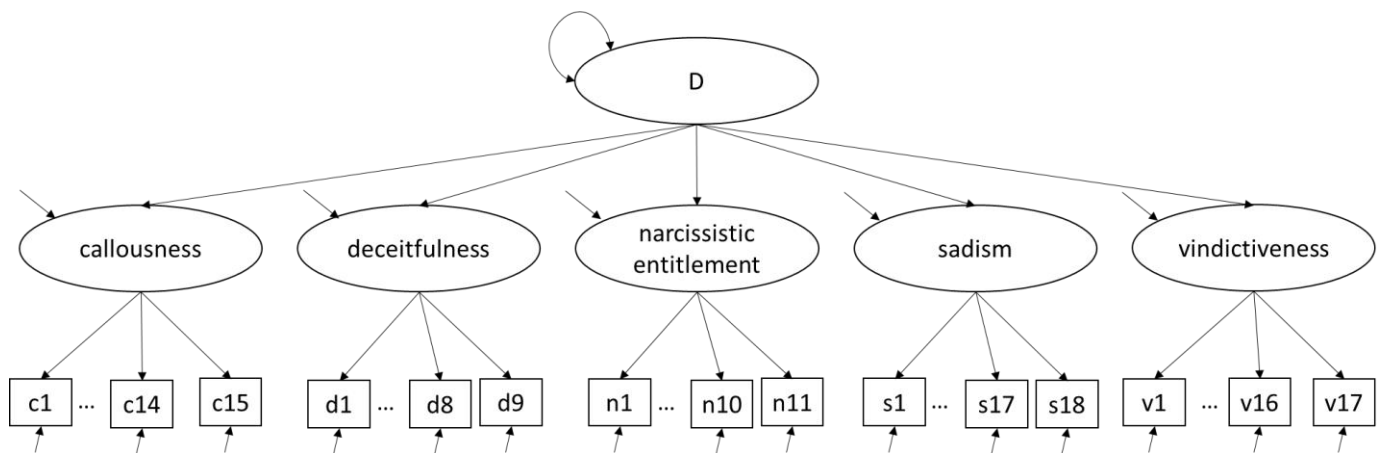 D
callousness
deceitfulness
narcissistic
entitlement
sadism
vindictiveness
c1 ... c14 c15 d1 ... d8 d9 n1 ... n10 n11 s1 ... s17 s18 v1 ... v16 v17